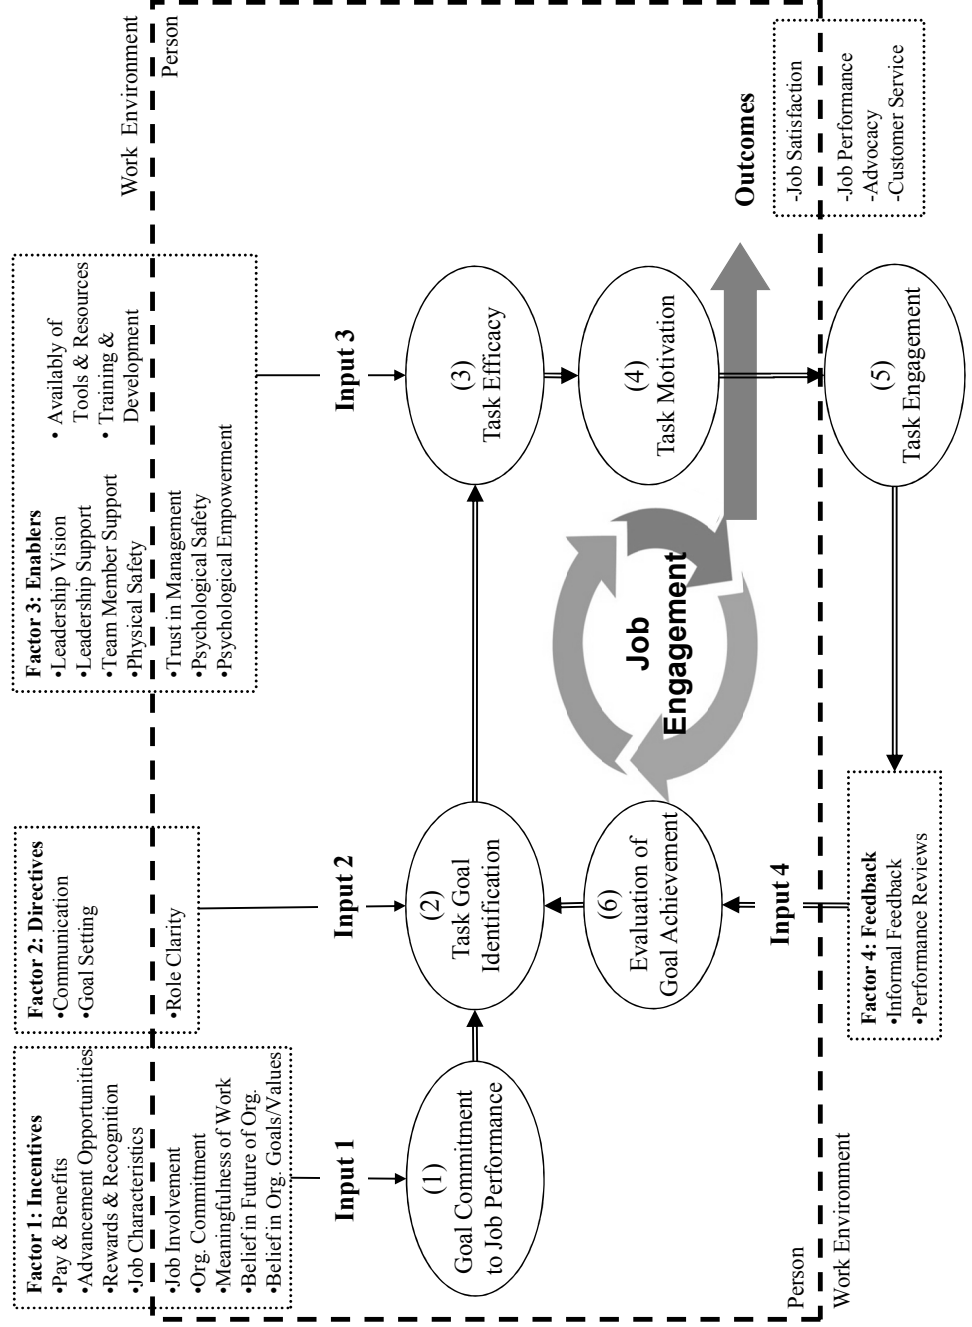 Work Environment
Person
Factor 1: Incentives
•Pay & Benefits
•Advancement Opportunities
•Rewards & Recognition
•Job Characteristics
•Job Involvement
•Org. Commitment
•Meaningfulness of Work
•Belief in Future of Org.
•Belief in Org. Goals/Values
Factor 2: Directives
•Communication
•Goal Setting
•Role Clarity
Factor 3: Enablers
•Leadership Vision
•Leadership Support
•Team Member Support
•Physical Safety
• Availably of
Tools & Resources
• Training &
Development
•Trust in Management
•Psychological Safety
•Psychological Empowerment
Input 1
Input 2
Input 3
(1)
Goal Commitment
to Job Performance
(2)
Task Goal
Identification
(3)
Task Efficacy
(4)
Task Motivation
(6)
Evaluation of
Goal Achievement
Job
Engagement
Outcomes
-Job Satisfaction
-Job Performance
-Advocacy
-Customer Service
Input 4
Person
Work Environment
Factor 4: Feedback
•Informal Feedback
•Performance Reviews
(5)
Task Engagement